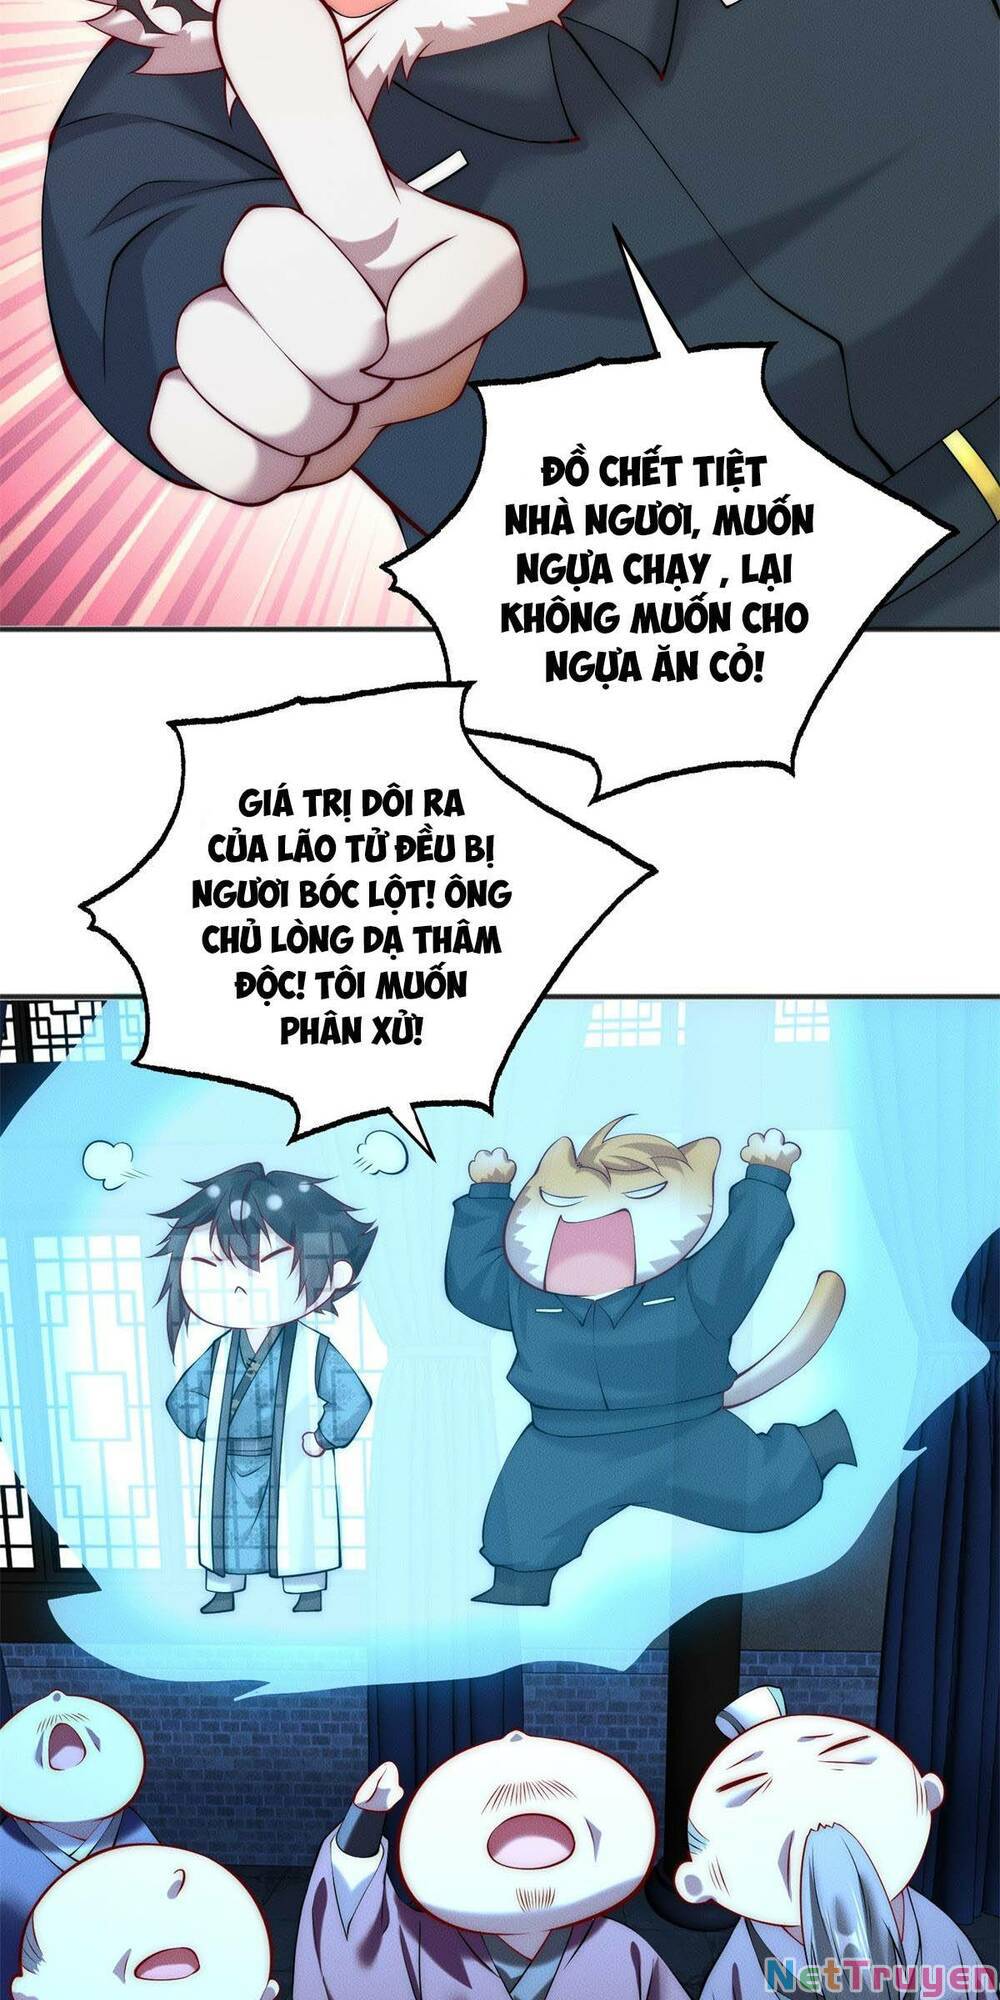 ĐỒ CHẾT TIỆT
NHÀ NGƯƠI, MUỐN
NGỰA CHẠY , LẠI
KHÔNG MUỐN CHO
NGỰA ĂN CỎ!
GIÁ TRỊ DÔI RA
CỦA LÃO TỬ ĐỀU BỊ
NGƯƠI BÓC LỘT! ÔNG
CHỦ LÒNG DẠ THÂM
ĐỘC! TÔI MUỐN
PHÂN XỬ!
NetTruyen